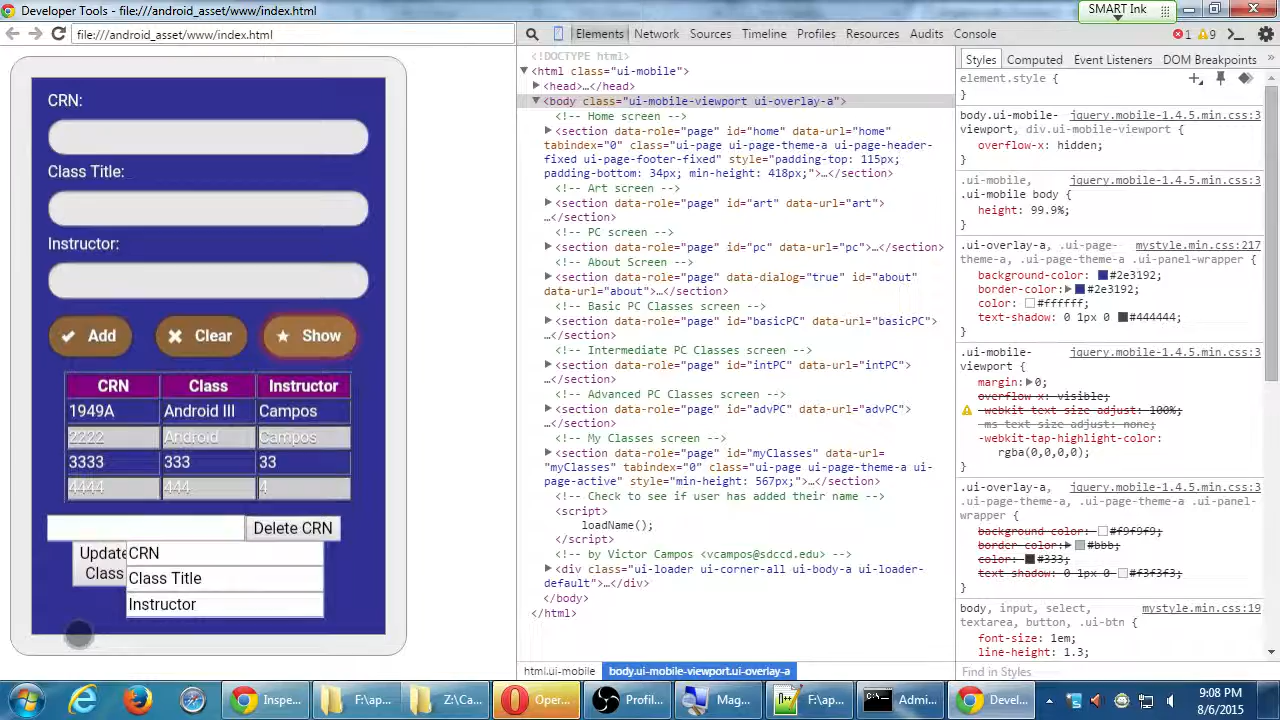 Developer Tools - file:///android_asset/www/index.html
SMART Ink
file:///android_asset/www/index.html
Elements Network Sources Timeline Profiles Resources Audits Console
1 9
CRN:
Class Title:
Instructor:
Add Clear Show
CRN Class Instructor
1949A Android III Campos
2222 Android Campos
3333 333 33
4444 444 4
Delete CRN
Update Class
CRN
Class Title
Instructor
<!DOCTYPE html>
<html class="ui-mobile">
<head>…</head>
<body class="ui-mobile-viewport ui-overlay-a">
<!-- Home screen -->
<section data-role="page" id="home" data-url="home"
tabindex="0" class="ui-page ui-page-theme-a ui-page-header-
fixed ui-page-footer-fixed" style="padding-top: 115px;
padding-bottom: 34px; min-height: 418px;">…</section>
<!-- Art screen -->
<section data-role="page" id="art" data-url="art">
…</section>
<!-- PC screen -->
<section data-role="page" id="pc" data-url="pc">…</section>
<!-- About Screen -->
<section data-role="page" data-dialog="true" id="about"
data-url="about">…</section>
<!-- Basic PC Classes screen -->
<section data-role="page" id="basicPC" data-url="basicPC">
…</section>
<!-- Intermediate PC Classes screen -->
<section data-role="page" id="intPC" data-url="intPC">
…</section>
<!-- Advanced PC Classes screen -->
<section data-role="page" id="advPC" data-url="advPC">
…</section>
<!-- My Classes screen -->
<section data-role="page" id="myClasses" data-url=
"myClasses" tabindex="0" class="ui-page ui-page-theme-a ui-
page-active" style="min-height: 567px;">…</section>
<!-- Check to see if user has added their name -->
<script>
loadName();
</script>
<!-- by Victor Campos <vcampos@sdccd.edu> -->
<div class="ui-loader ui-corner-all ui-body-a ui-loader-
default">…</div>
</body>
</html>
html.ui-mobile body.ui-mobile-viewport.ui-overlay-a
Styles Computed Event Listeners DOM Breakpoints »
element.style {
}
body.ui-mobile- jquery.mobile-1.4.5.min.css:3
viewport, div.ui-mobile-viewport {
overflow-x: hidden;
}
.ui-mobile, jquery.mobile-1.4.5.min.css:3
.ui-mobile body {
height: 99.9%;
}
.ui-overlay-a, .ui-page- mystyle.min.css:217
theme-a, .ui-page-theme-a .ui-panel-wrapper {
background-color: #2e3192;
border-color: #2e3192;
color: #ffffff;
text-shadow: 0 1px 0 #444444;
}
.ui-mobile- jquery.mobile-1.4.5.min.css:3
viewport {
margin: 0;
overflow-x: visible;
-webkit-text-size-adjust: 100%;
-ms-text-size-adjust: none;
-webkit-tap-highlight-color:
rgba(0,0,0,0);
}
.ui-overlay-a, jquery.mobile-1.4.5.min.css:3
.ui-page-theme-a, .ui-page-theme-a .ui-panel-
wrapper {
background-color: #f9f9f9;
border-color: #bbb;
color: #333;
text-shadow: 0 1px 0 #f3f3f3;
}
body, input, select, mystyle.min.css:19
textarea, button, .ui-btn {
font-size: 1em;
line-height: 1.3;
Find in Styles
Inspe... F:\ap... Z:\Ca... Oper... Profil... Mag... F:\ap... Admi... Devel...
9:08 PM
8/6/2015